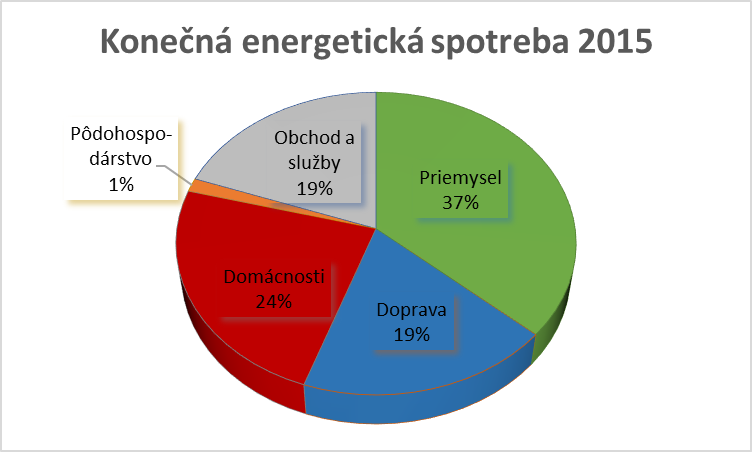 Konečná energetická spotreba 2015
Pôdohospo-
dárstvo
1%
Obchod a
služby
19%
Priemysel
37%
Domácnosti
24%
Doprava
19%